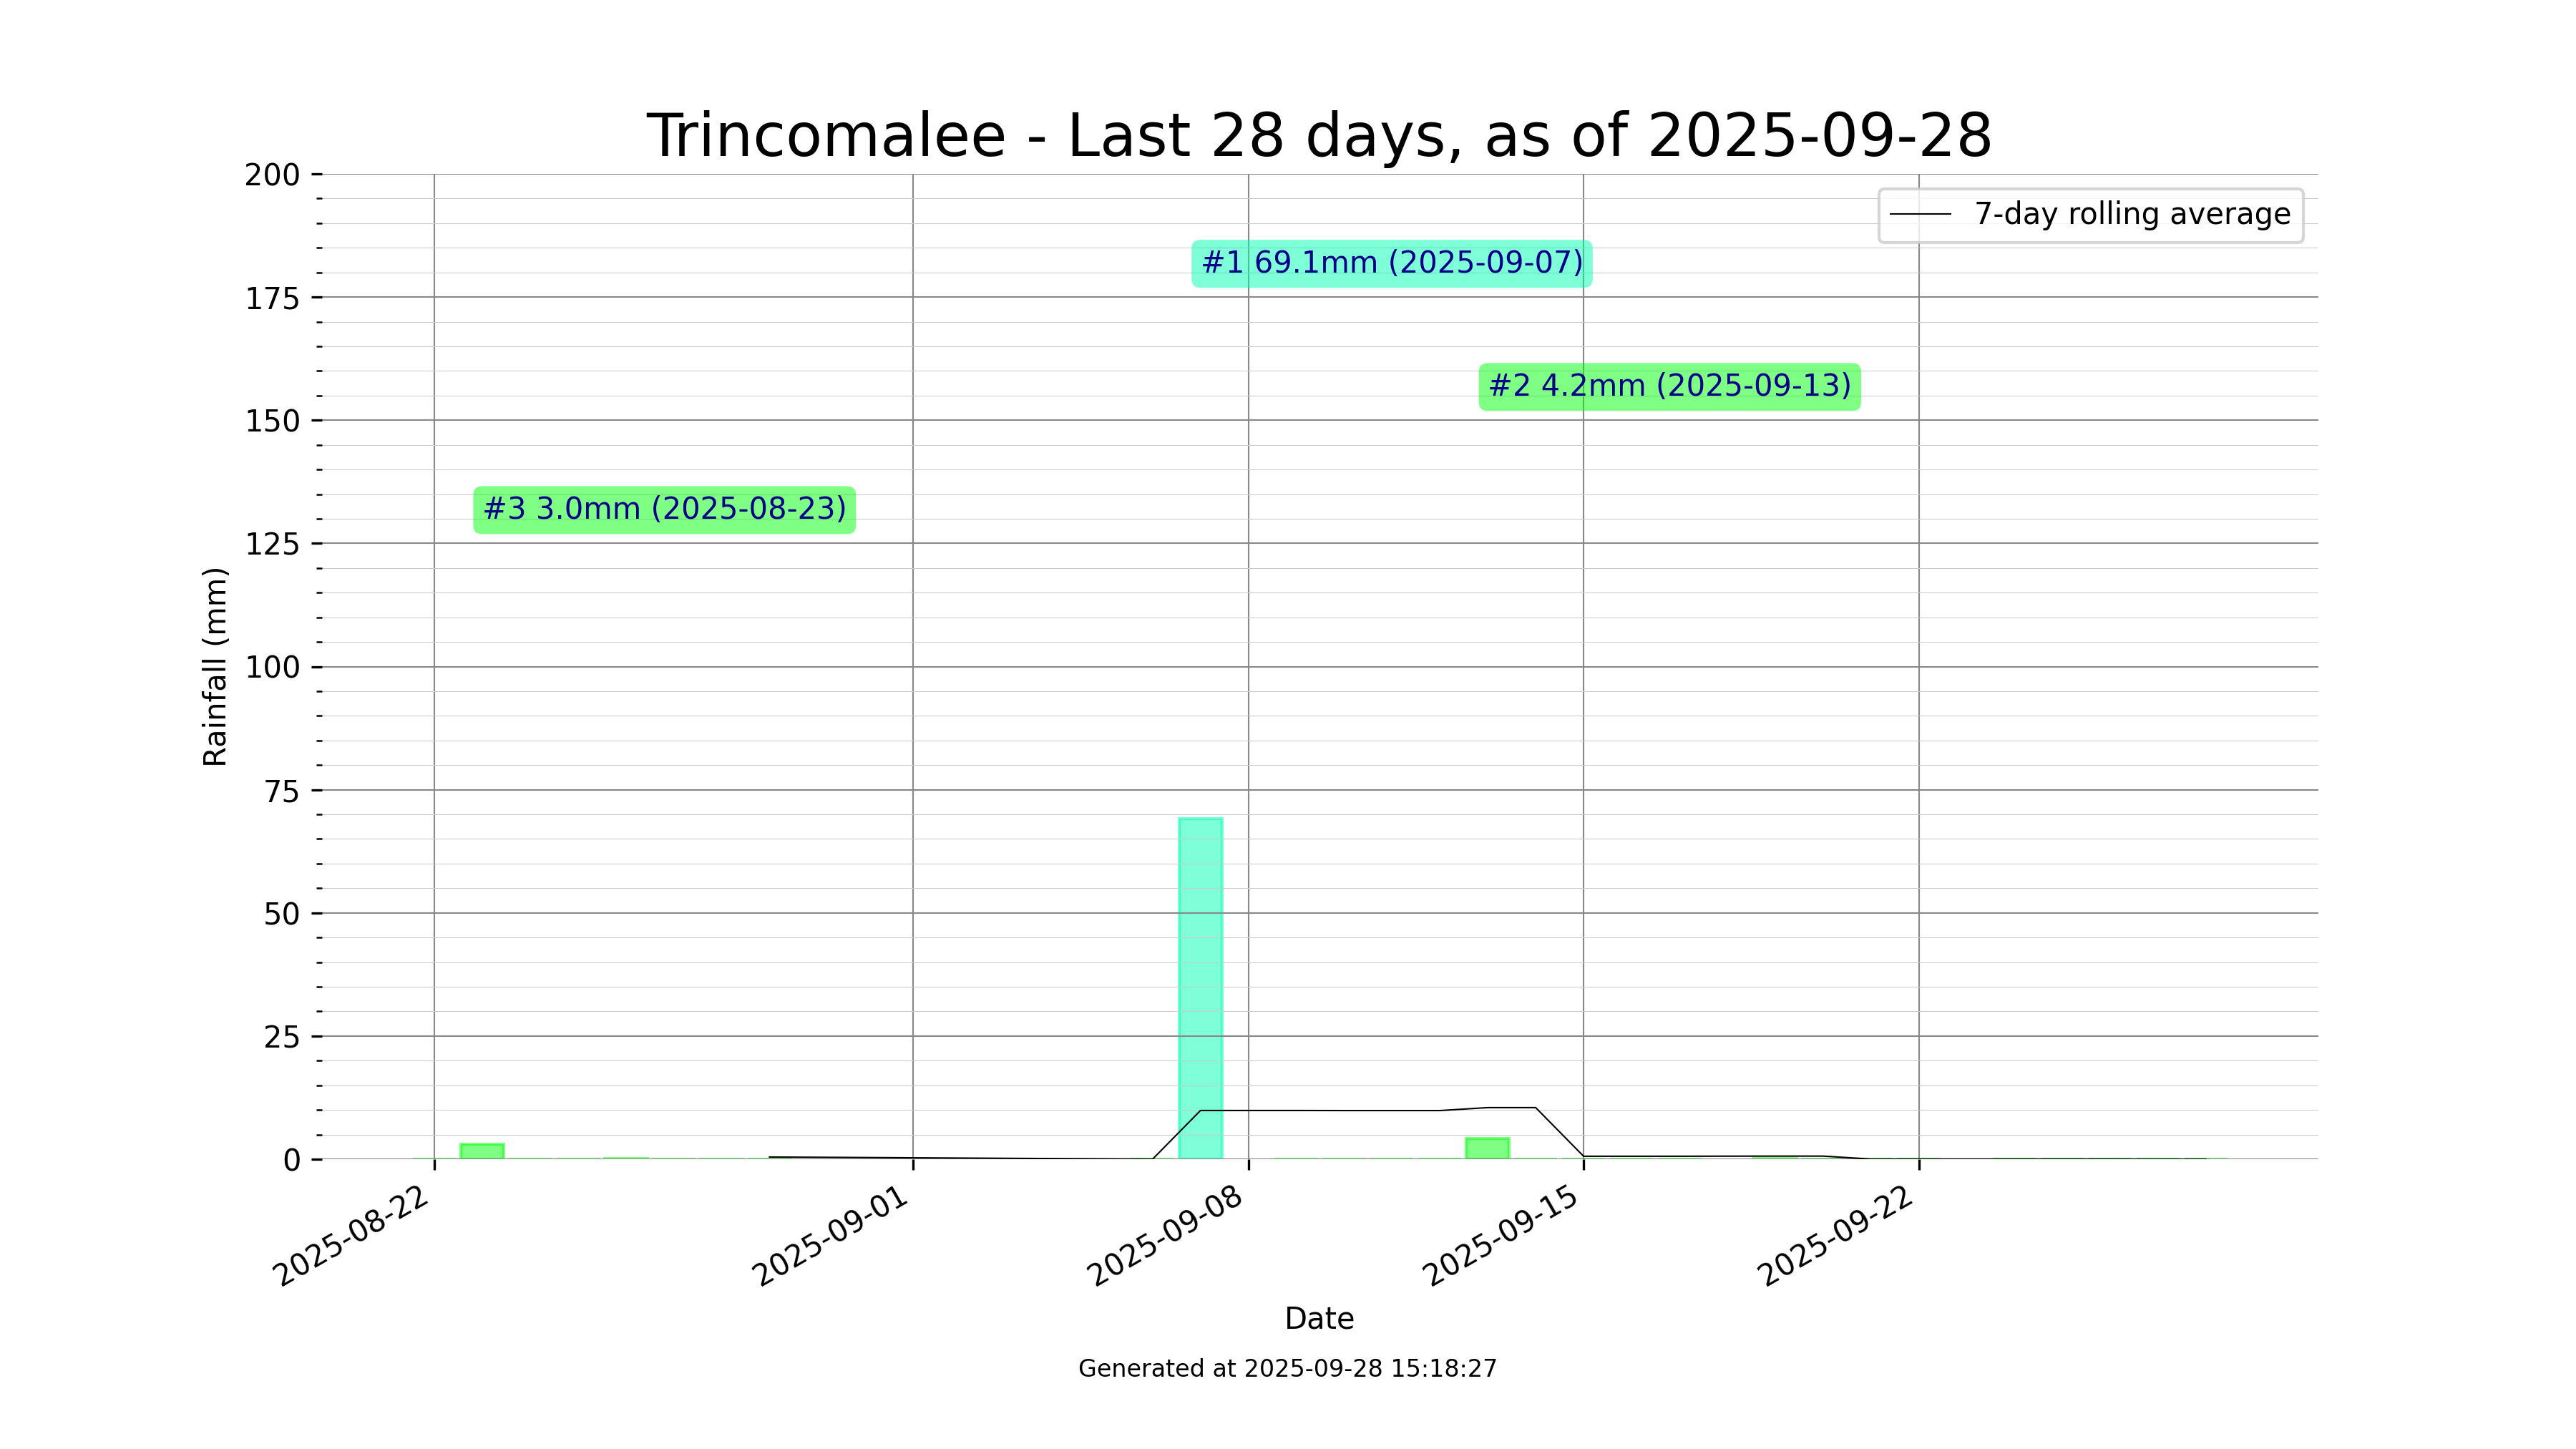 Trincomalee - Last 28 days, as of 2025-09-28
200
175
150
125
100
75
50
25
0
Rainfall (mm)
7-day rolling average
#1 69.1mm (2025-09-07)
#2 4.2mm (2025-09-13)
#3 3.0mm (2025-08-23)
2025-08-22
2025-09-01
2025-09-08
2025-09-15
2025-09-22
Date
Generated at 2025-09-28 15:18:27